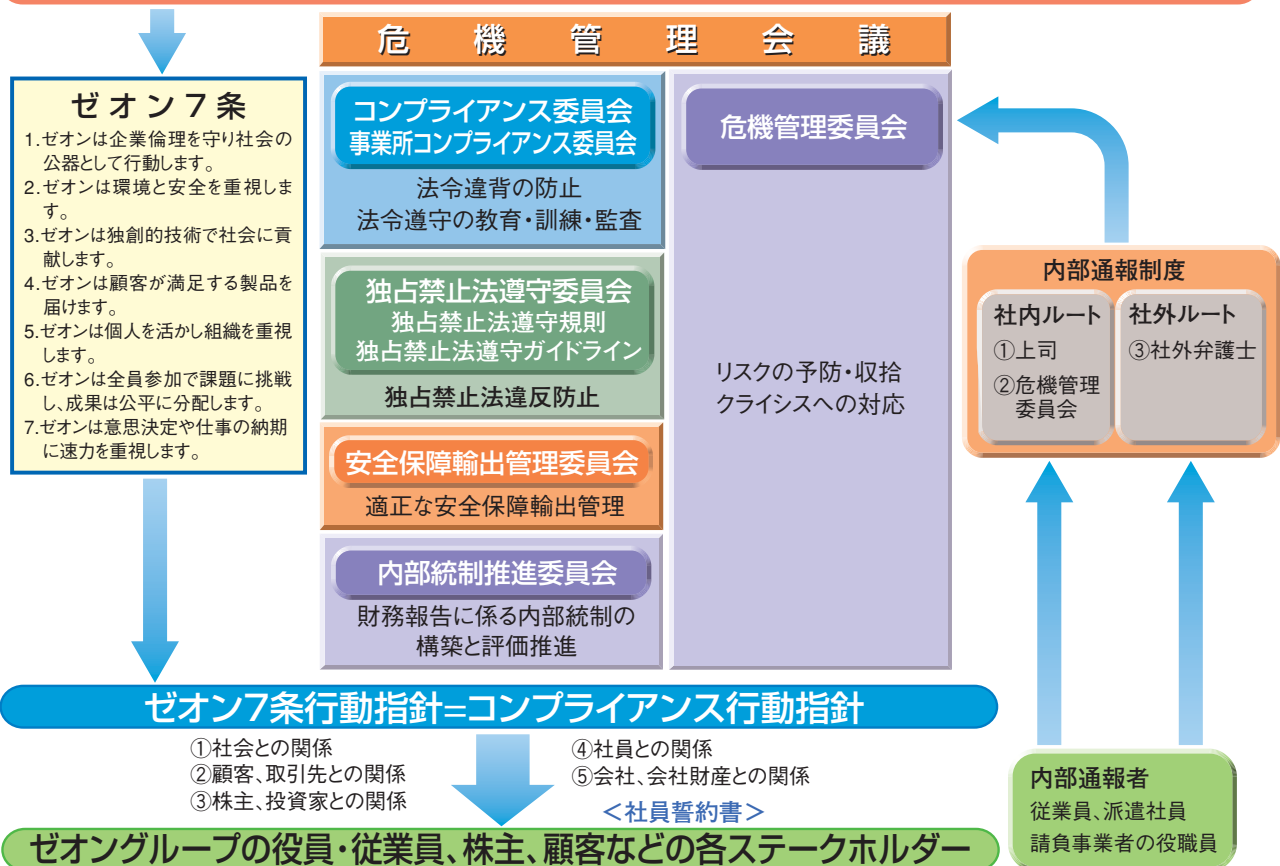 危機管理会議
ゼオン7条
1.ゼオンは企業倫理を守り社会の
公器として行動します。
2.ゼオンは環境と安全を重視しま
す。
3.ゼオンは独創的技術で社会に貢
献します。
4.ゼオンは顧客が満足する製品を
届けます。
5.ゼオンは個人を活かし組織を重視
します。
6.ゼオンは全員参加で課題に挑戦
し、成果は公平に分配します。
7.ゼオンは意思決定や仕事の納期
に速力を重視します。
コンプライアンス委員会
事業所コンプライアンス委員会
法令違背の防止
法令遵守の教育・訓練・監査
独占禁止法遵守委員会
独占禁止法遵守規則
独占禁止法遵守ガイドライン
独占禁止法違反防止
安全保障輸出管理委員会
適正な安全保障輸出管理
内部統制推進委員会
財務報告に係る内部統制の
構築と評価推進
危機管理委員会
リスクの予防・収拾
クライシスへの対応
内部通報制度
社内ルート
①上司
②危機管理
委員会
社外ルート
③社外弁護士
ゼオン7条行動指針=コンプライアンス行動指針
①社会との関係
②顧客、取引先との関係
③株主、投資家との関係
④社員との関係
⑤会社、会社財産との関係
＜社員誓約書＞
ゼオングループの役員・従業員、株主、顧客などの各ステークホルダー
内部通報者
従業員、派遣社員
請負事業者の役職員